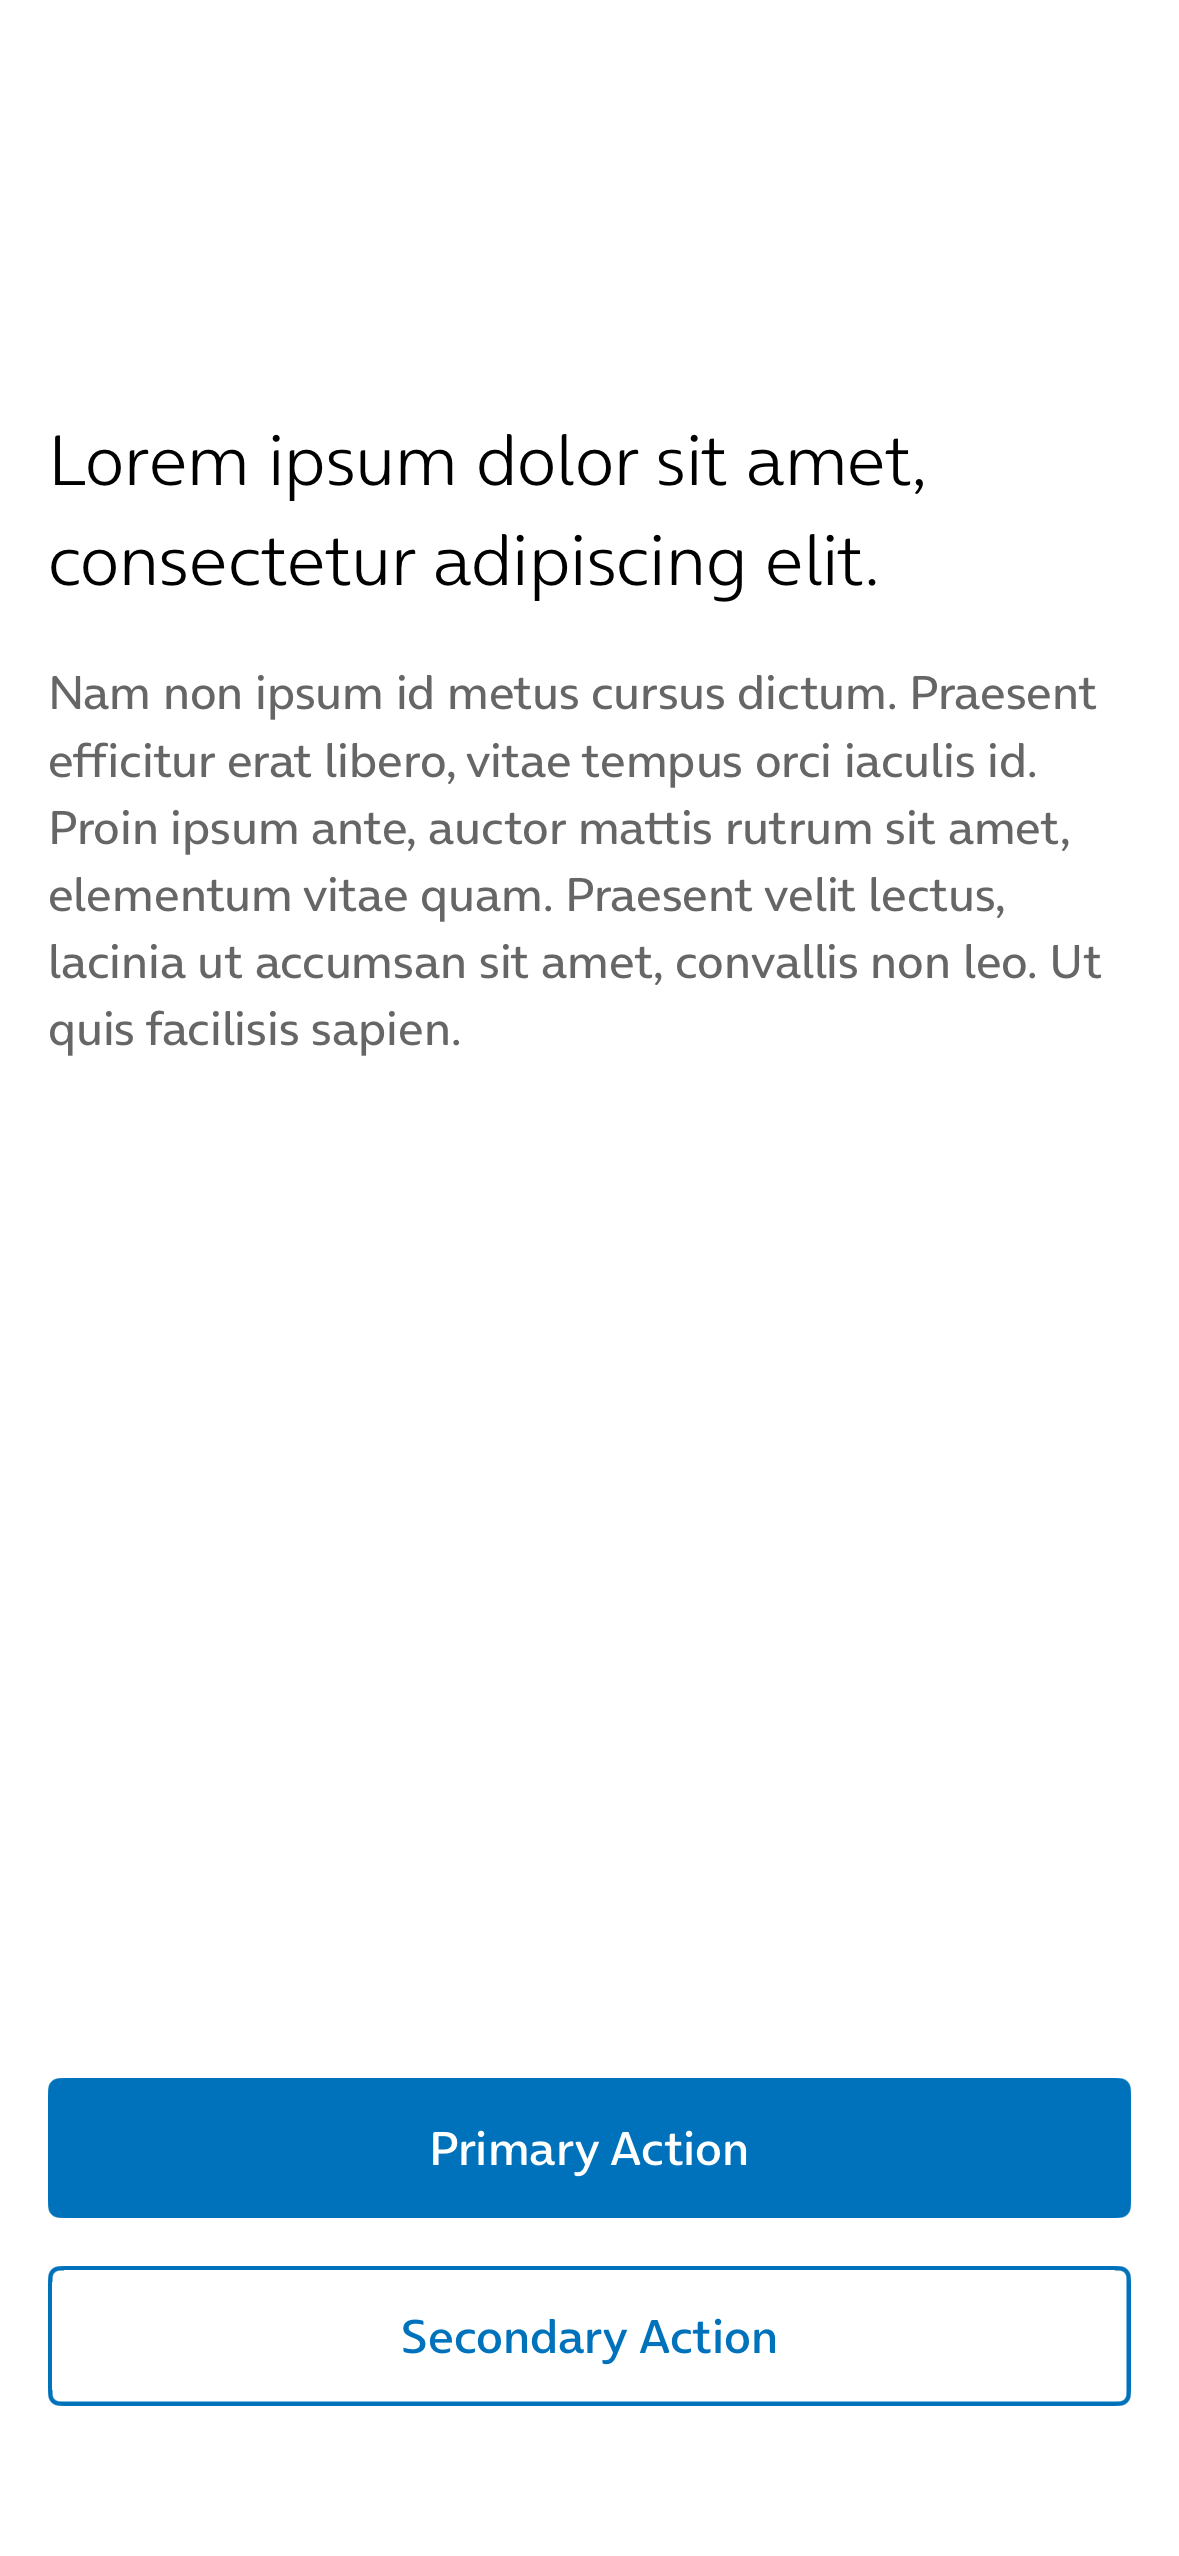 Lorem ipsum dolor sit amet,
consectetur adipiscing elit.
Nam non ipsum id metus cursus dictum. Praesent
efficitur erat libero, vitae tempus orci iaculis id.
Proin ipsum ante, auctor mattis rutrum sit amet,
elementum vitae quam. Praesent velit lectus,
lacinia ut accumsan sit amet, convallis non leo. Ut
quis facilisis sapien.
Primary Action
Secondary Action